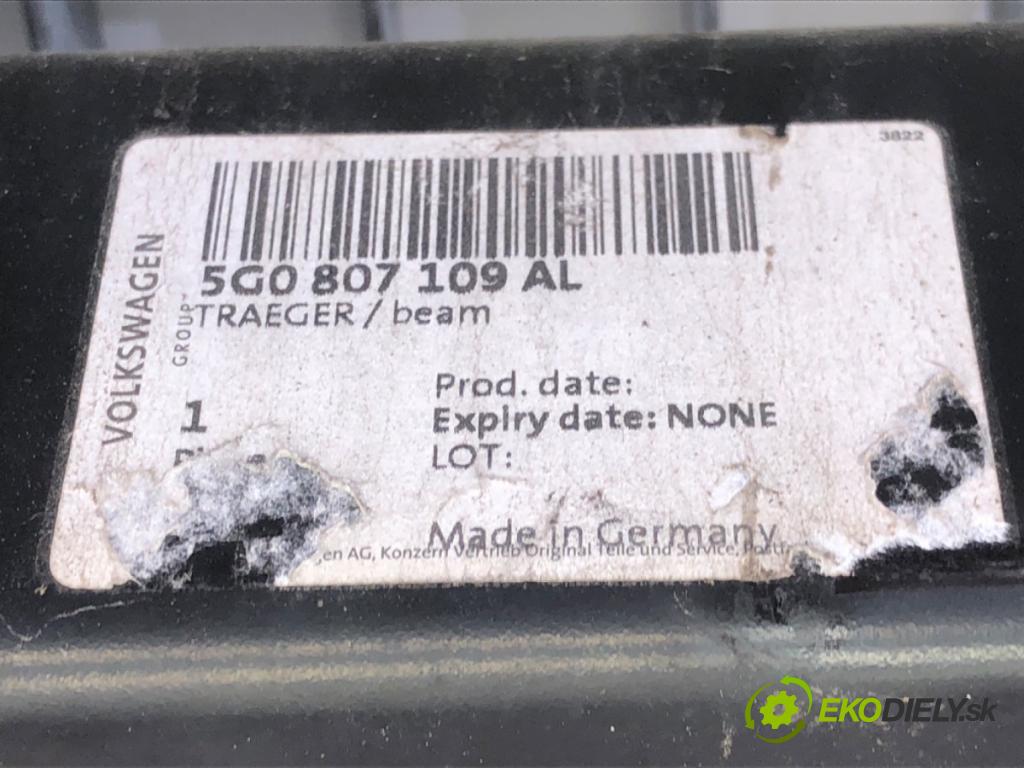 3822
VOLKSWAGEN
GROUP
5G0 807 109 AL
TRAEGER / beam
1
Prod. date:
Expiry date: NONE
LOT:
Made in Germany
en AG, Konzern Vertrieb Original Teile und Service, Postf
EKODIELY.sk